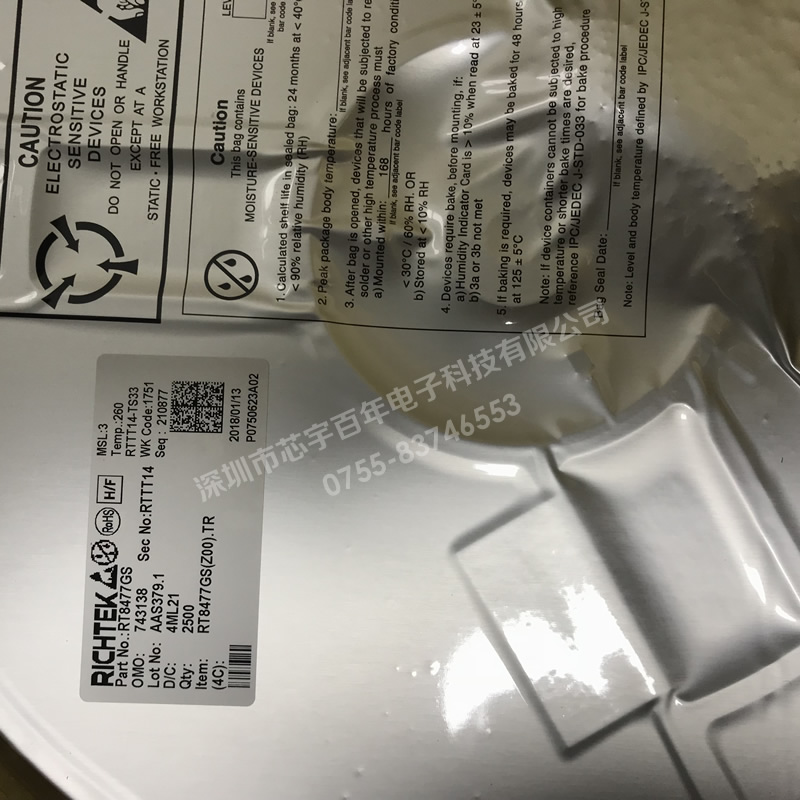 CAUTION
ELECTROSTATIC
SENSITIVE
DEVICES
DO NOT OPEN OR HANDLE
EXCEPT AT A
STATIC - FREE WORKSTATION
Caution
This bag contains
MOISTURE-SENSITIVE DEVICES
If blank, see
bar code
1. Calculated shelf life in sealed bag: 24 months at < 40°
< 90% relative humidity (RH)
2. Peak package body temperature:
If blank, see adjacent bar code
3. After bag is opened, devices that will be subjected to
solder or other high temperature process must
a) Mounted within: 168 hours of factory
If blank, see adjacent bar code label
< 30°C / 60% RH. OR
b) Stored at < 10% RH
4. Devices require bake, before mounting, if:
a) Humidity Indicator Card is > 10% when read at 23 ± 5°
b) 3a or 3b not met
5. If baking is required, devices may be baked for 48 hours
at 125 ± 5°C
Note: If device containers cannot be subjected to high
temperature or shorter bake times are desired,
reference IPC/JEDEC J-STD-033 for bake procedure
Bag Seal Date:
If blank, see adjacent bar code label
Note: Level and body temperature defined by IPC/JEDEC
RICHTEK
RoHS
H/F
MSL:3
Temp.:260
Part No.:RT8477GS
RTTT14-TS33
OMO: 743138
Sec No:RTTT14
WK Code:1751
Lot No: AAS379.1
Seq : 210877
D/C: 4ML21
Qty: 2500
Item: RT8477GS(Z00).TR
(4C):
2018/01/13
P0750623A02
深圳市芯宇百年电子科技有限公司
0755-83746553